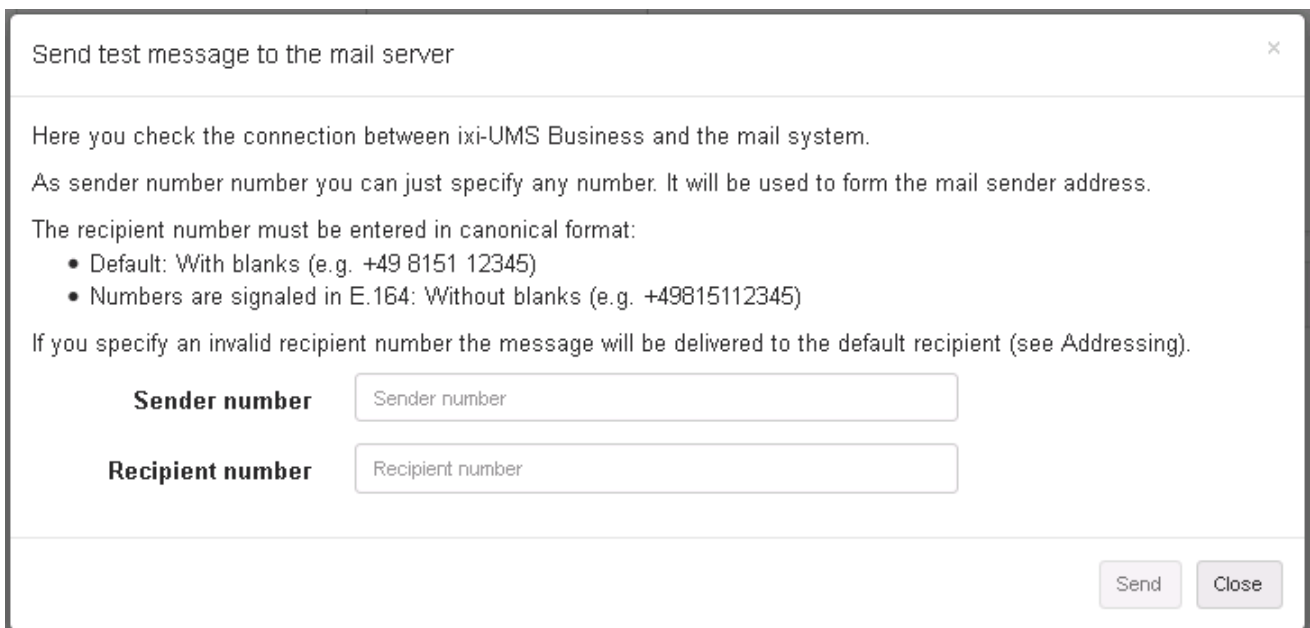 Send test message to the mail server ×
Here you check the connection between ixi-UMS Business and the mail system.
As sender number number you can just specify any number. It will be used to form the mail sender address.
The recipient number must be entered in canonical format:
• Default: With blanks (e.g. +49 8151 12345)
• Numbers are signaled in E.164: Without blanks (e.g. +49815112345)
If you specify an invalid recipient number the message will be delivered to the default recipient (see Addressing).
Sender number Sender number
Recipient number Recipient number
Send Close